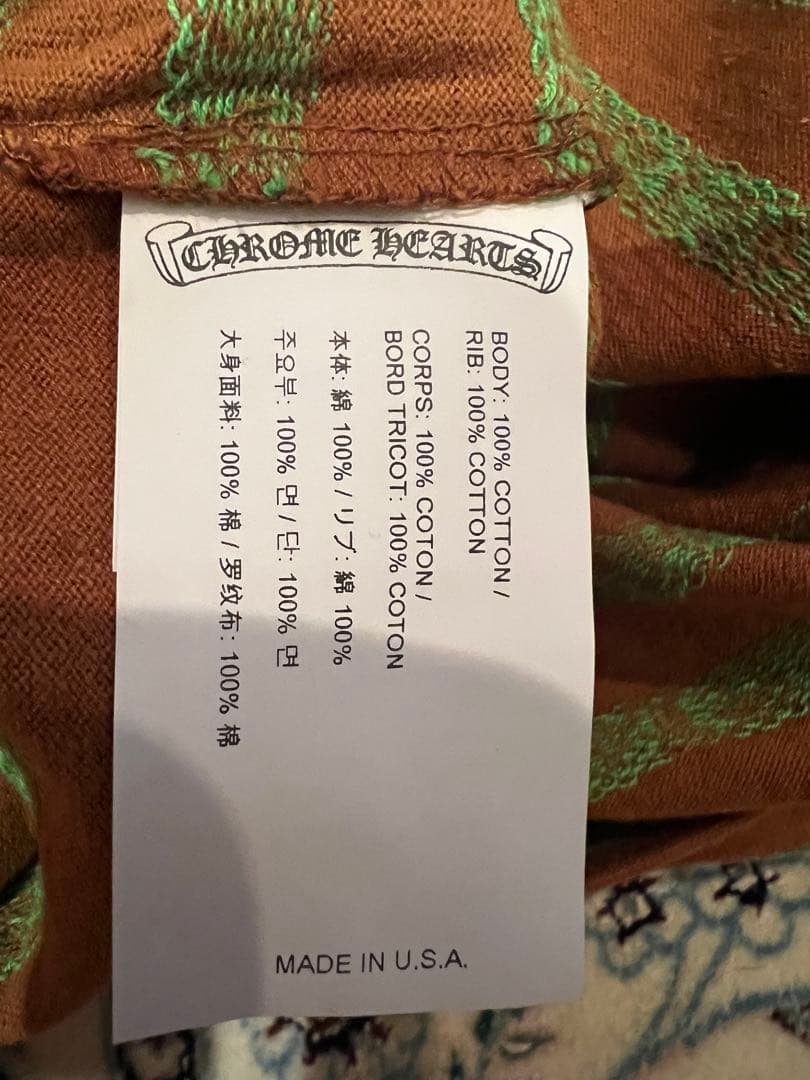 CHROME HEARTS
BODY: 100% COTTON /
RIB: 100% COTTON
CORPS: 100% COTON /
BORD TRICOT: 100% COTON
本体: 綿 100% / リブ: 綿 100%
주요부: 100% 면 / 단: 100% 면
大身面料: 100% 棉 / 罗纹布: 100% 棉
MADE IN U.S.A.